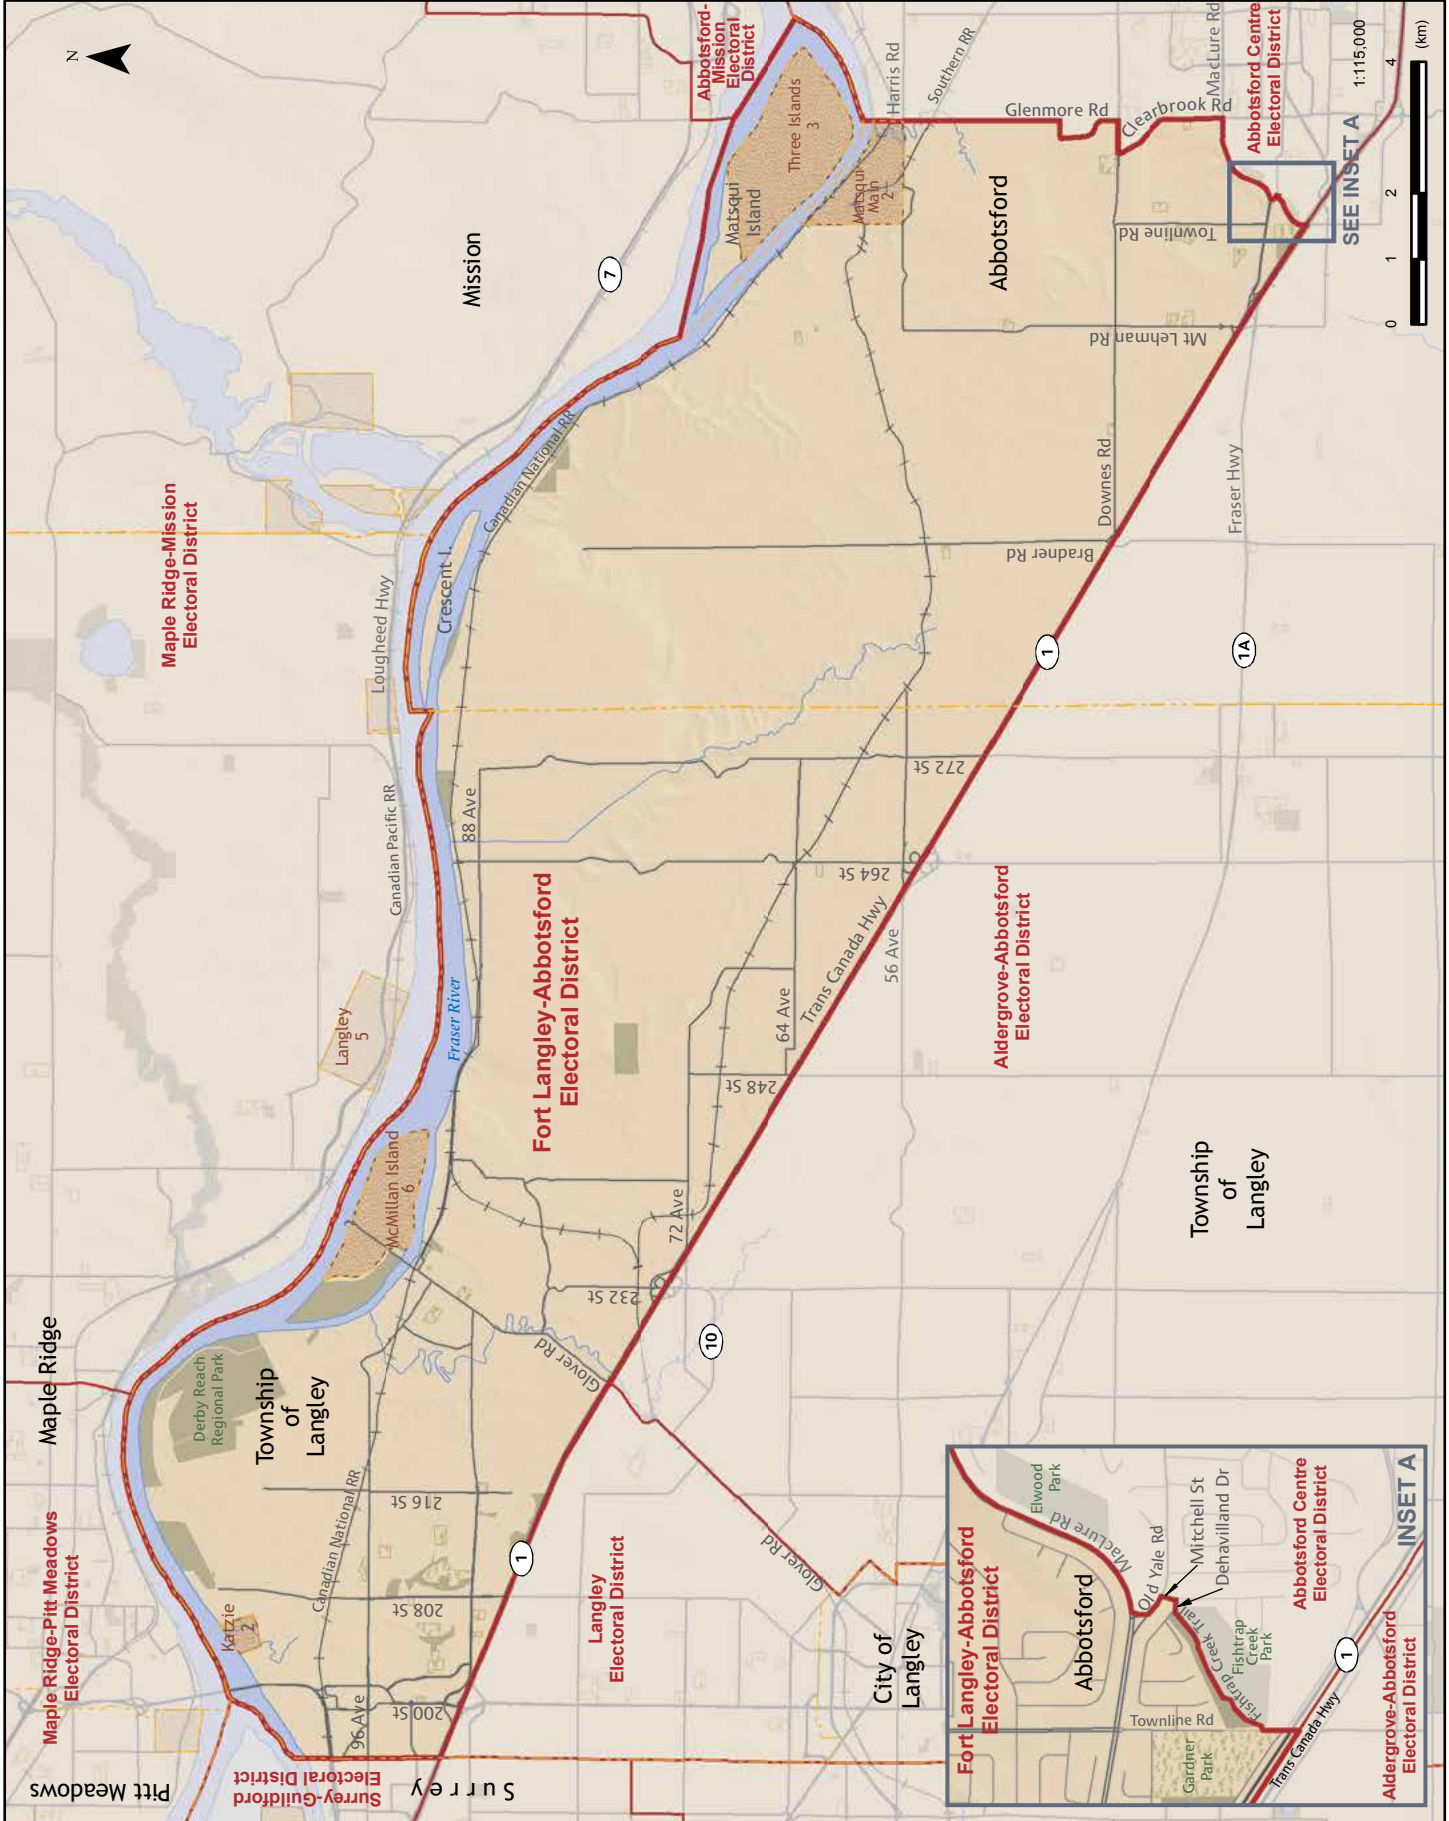 N
Pitt Meadows
Maple Ridge-Pitt Meadows
Electoral District
Maple Ridge
Maple Ridge-Mission
Electoral District
Mission
7
Abbotsford-
Mission
Electoral
District
Surrey-Guildford
Electoral District
Surrey
Katzie
2
Derby Reach
Regional Park
Township
of
Langley
Canadian National RR
96 Ave
200 St
208 St
216 St
McMillan Island
6
Langley
5
Canadian Pacific RR
Lougheed Hwy
Fraser River
Crescent I.
Canadian National RR
88 Ave
Fort Langley-Abbotsford
Electoral District
Glover Rd
232 St
72 Ave
248 St
64 Ave
264 St
272 St
56 Ave
Trans Canada Hwy
Bradner Rd
Downes Rd
Mt Lehman Rd
Townline Rd
Matsqui
Island
Three Islands
3
Matsqui
Main
2
Harris Rd
Southern RR
Glenmore Rd
Clearbrook Rd
MacLure Rd
Abbotsford
Abbotsford Centre
Electoral District
SEE INSET A
1
1
10
1A
Fraser Hwy
Langley
Electoral District
Glover Rd
City of
Langley
Aldergrove-Abbotsford
Electoral District
Township
of
Langley
1:115,000
0 1 2 4
(km)
Fort Langley-Abbotsford
Electoral District
Abbotsford
Elwood
Park
MacLure Rd
Old Yale Rd
Mitchell St
Dehavilland Dr
Townline Rd
Gardner
Park
Fishtrap Creek Trail
Fishtrap
Creek
Park
Abbotsford Centre
Electoral District
1
Trans Canada Hwy
Aldergrove-Abbotsford
Electoral District
INSET A